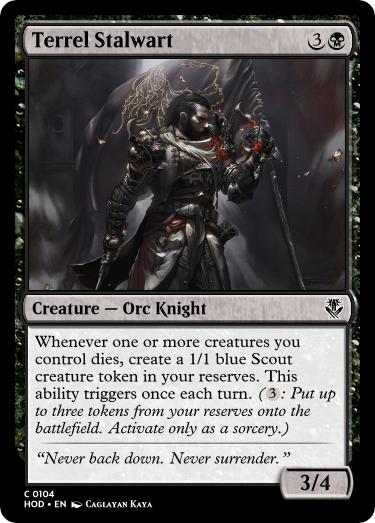 Terrel Stalwart 3
Creature — Orc Knight
Whenever one or more creatures you
control dies, create a 1/1 blue Scout
creature token in your reserves. This
ability triggers once each turn. (3: Put up
to three tokens from your reserves onto the
battlefield. Activate only as a sorcery.)
“Never back down. Never surrender.”
3/4
C 0104
HOD • EN Caglayan Kaya